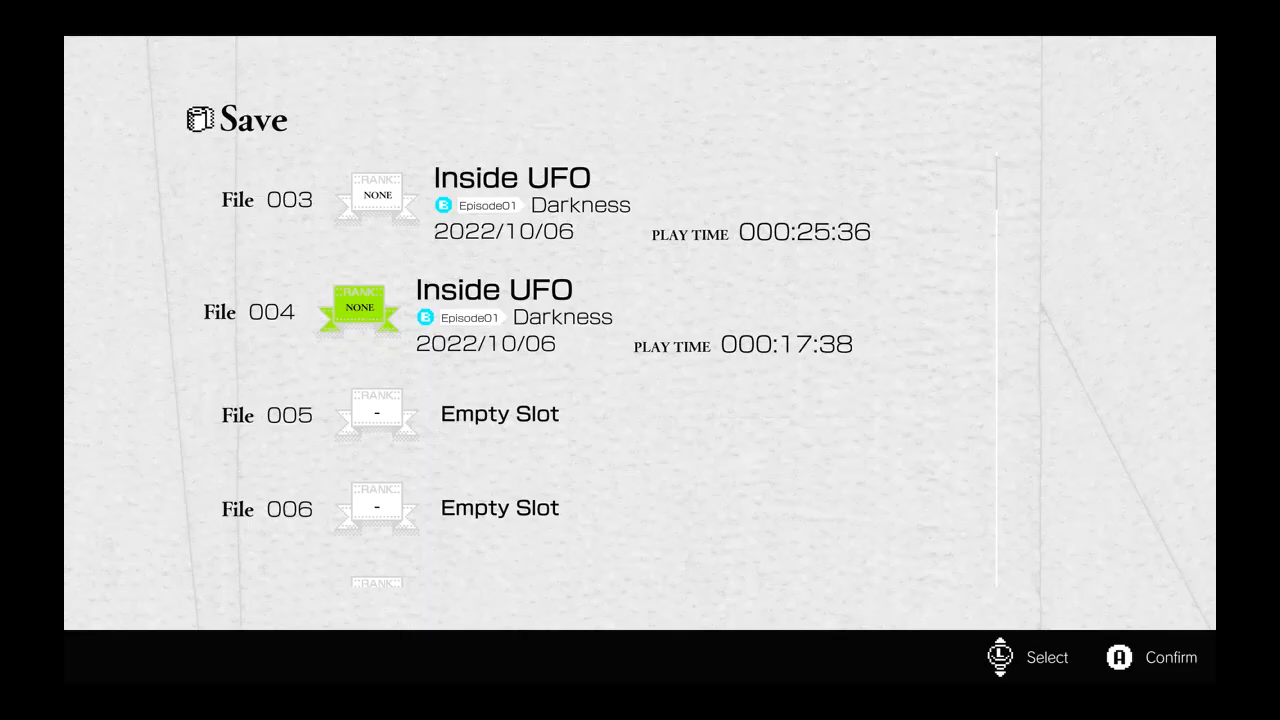 Save
File 003
RANK
NONE
Inside UFO
B Episode01 Darkness
2022/10/06 PLAY TIME 000:25:36
File 004
RANK
NONE
Inside UFO
B Episode01 Darkness
2022/10/06 PLAY TIME 000:17:38
RANK
File 005 - Empty Slot
RANK
File 006 - Empty Slot
RANK
L Select A Confirm